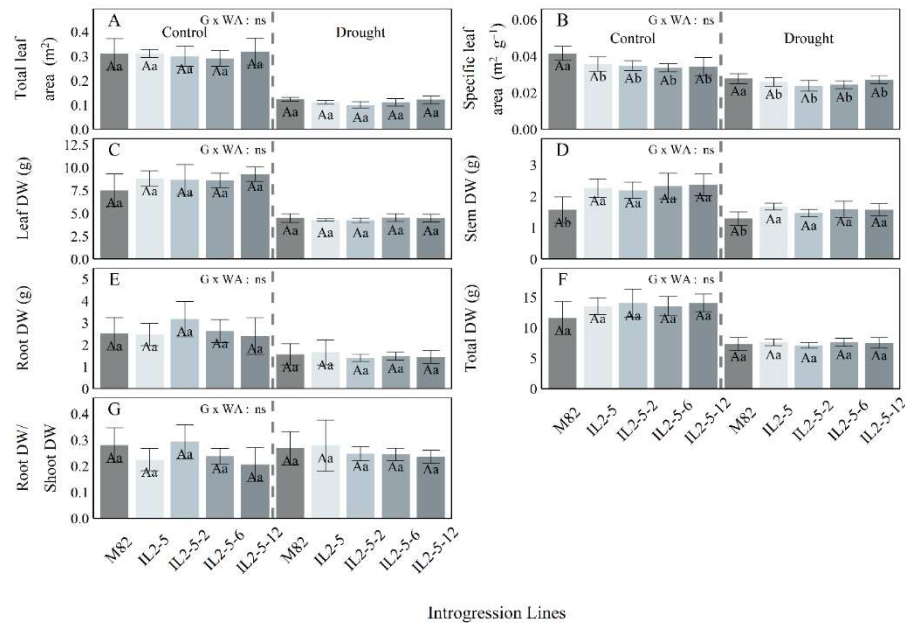 A
G x WA : ns
Control
Drought
Total leaf
area (m²)
0.4
0.3
0.2
0.1
0.0
Aa
Aa
Aa
Aa
Aa
Aa
Aa
Aa
Aa
Aa
B
G x WA : ns
Control
Drought
Specific leaf
area (m² g⁻¹)
0.06
0.04
0.02
0.00
Aa
Ab
Ab
Ab
Ab
Aa
Ab
Ab
Ab
Ab
C
G x WA : ns
Leaf DW (g)
12.5
10.0
7.5
5.0
2.5
0.0
Aa
Aa
Aa
Aa
Aa
Aa
Aa
Aa
Aa
Aa
D
G x WA : ns
Stem DW (g)
3
2
1
0
Ab
Aa
Aa
Aa
Aa
Ab
Aa
Aa
Aa
Aa
E
G x WA : ns
Root DW (g)
5
4
3
2
1
0
Aa
Aa
Aa
Aa
Aa
Aa
Aa
Aa
Aa
Aa
F
G x WA : ns
Total DW (g)
15
10
5
0
Aa
Aa
Aa
Aa
Aa
Aa
Aa
Aa
Aa
Aa
M82
IL2-5
IL2-5-2
IL2-5-6
IL2-5-12
M82
IL2-5
IL2-5-2
IL2-5-6
IL2-5-12
G
G x WA : ns
Root DW/
Shoot DW
0.4
0.3
0.2
0.1
0.0
Aa
Aa
Aa
Aa
Aa
Aa
Aa
Aa
Aa
Aa
M82
IL2-5
IL2-5-2
IL2-5-6
IL2-5-12
M82
IL2-5
IL2-5-2
IL2-5-6
IL2-5-12
Introgression Lines